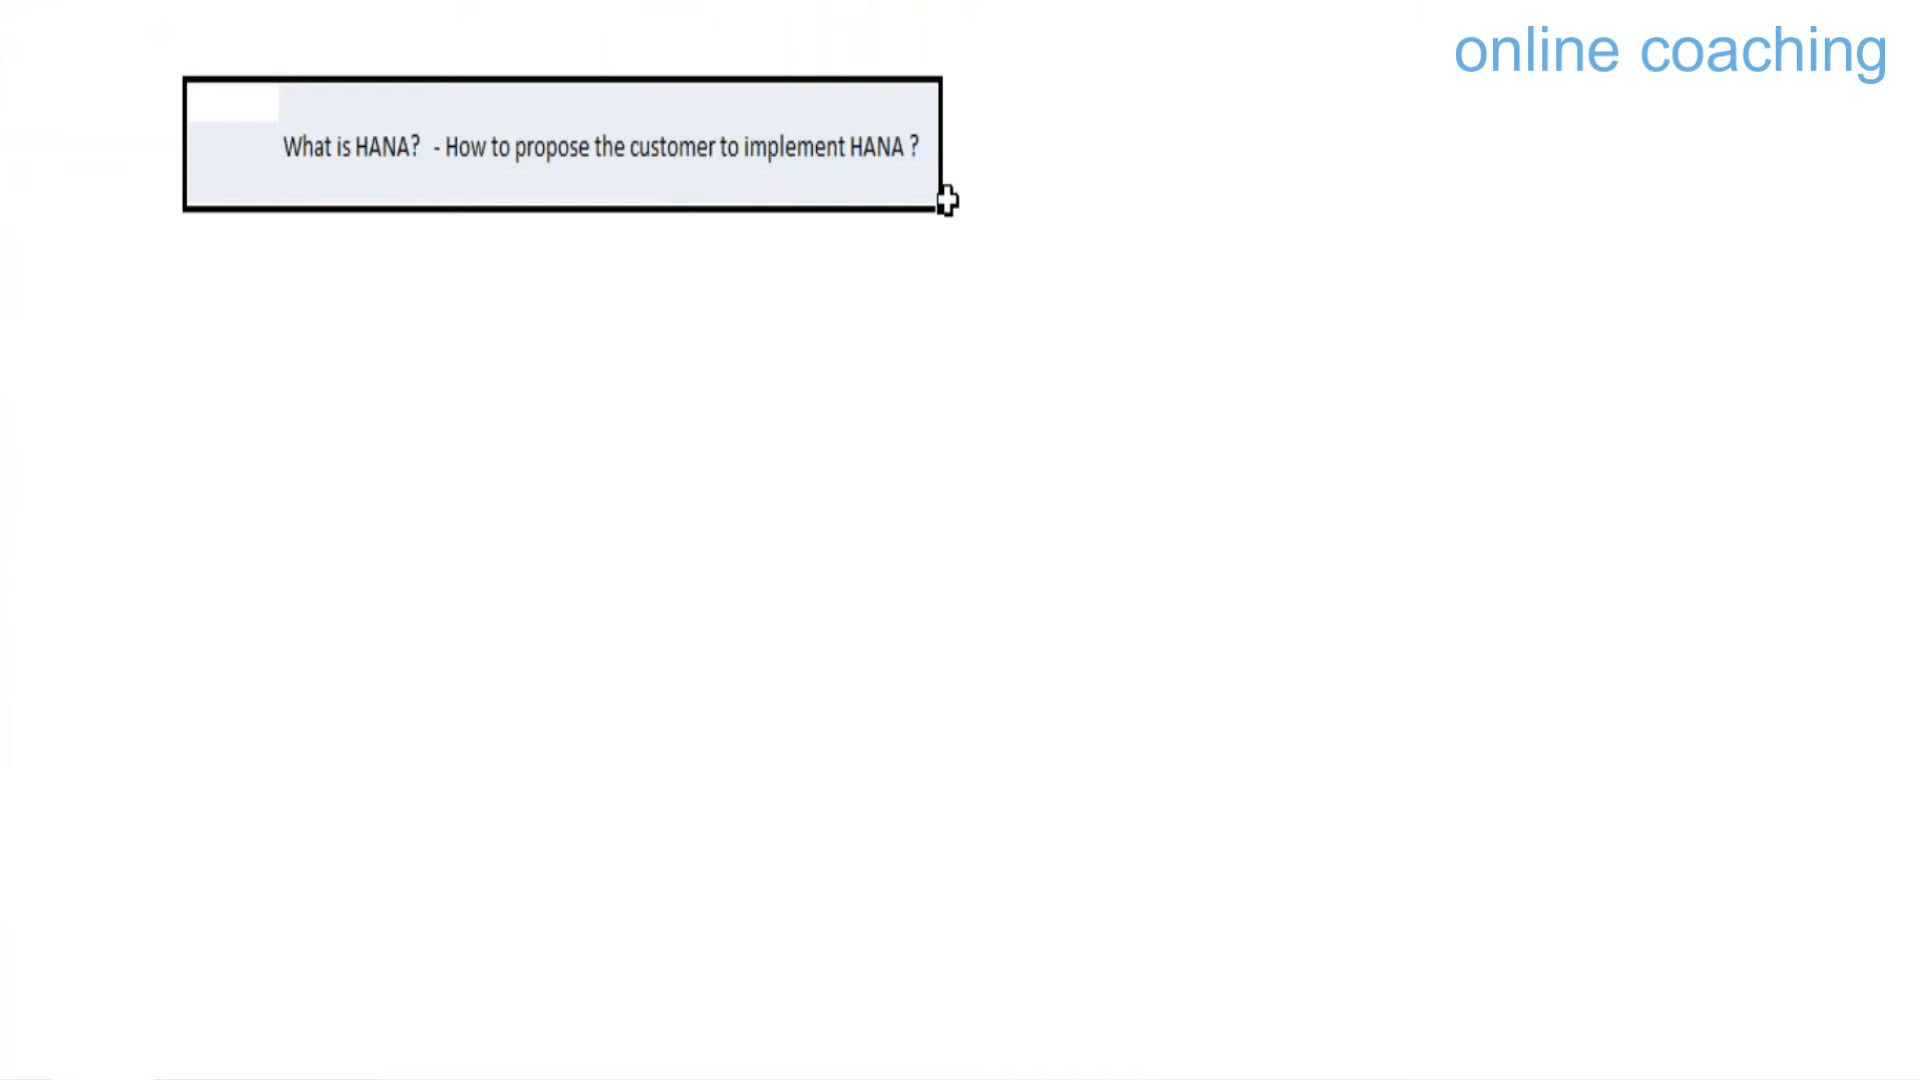 online coaching
What is HANA? - How to propose the customer to implement HANA ?